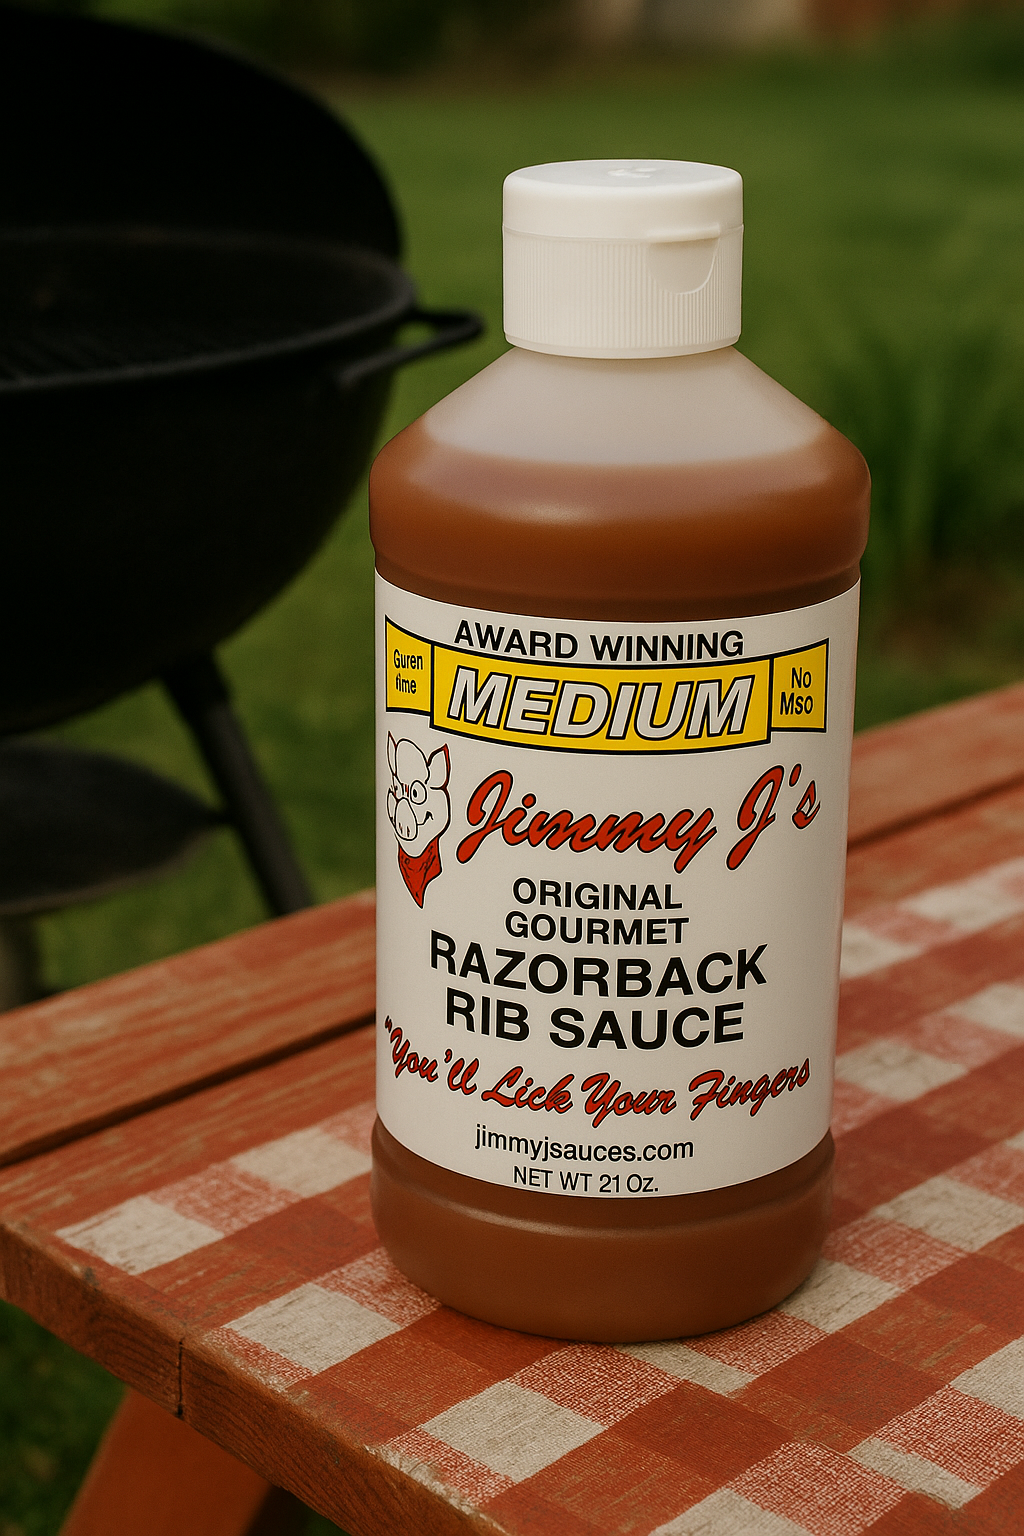 AWARD WINNING
Guren
fime
MEDIUM
No
Mso
Jimmy J's
ORIGINAL
GOURMET
RAZORBACK
RIB SAUCE
"You'll Lick Your Fingers
jimmyjsauces.com
NET WT 21 Oz.